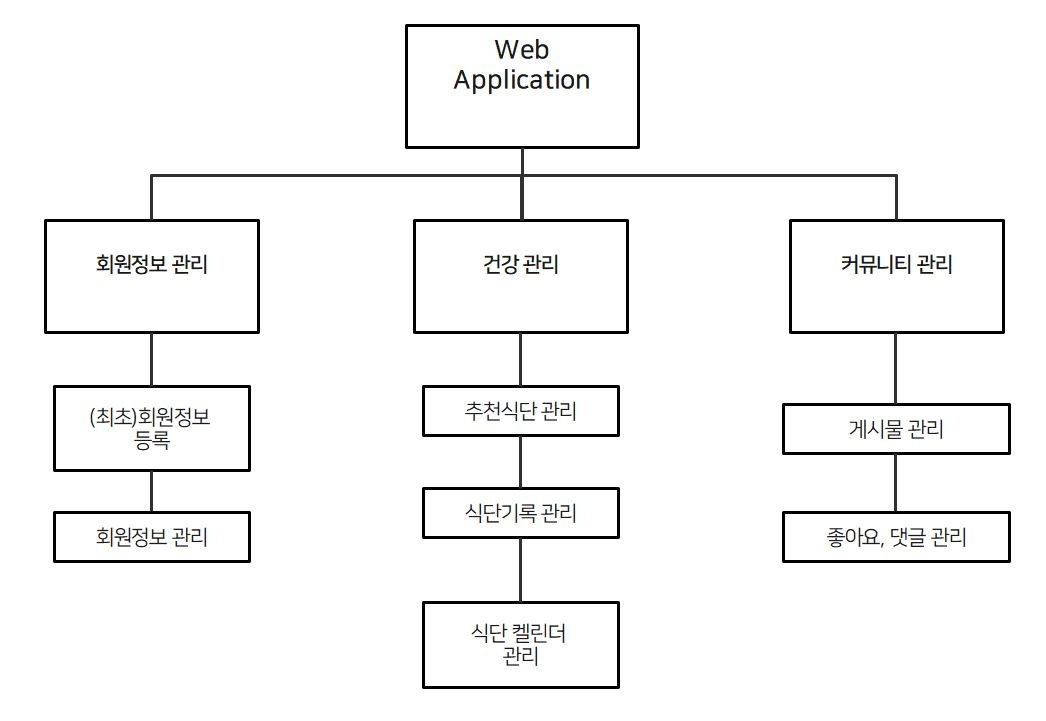 Web
Application
회원정보 관리
건강 관리
커뮤니티 관리
(최초)회원정보
등록
회원정보 관리
추천식단 관리
식단기록 관리
식단 켈린더
관리
게시물 관리
좋아요, 댓글 관리